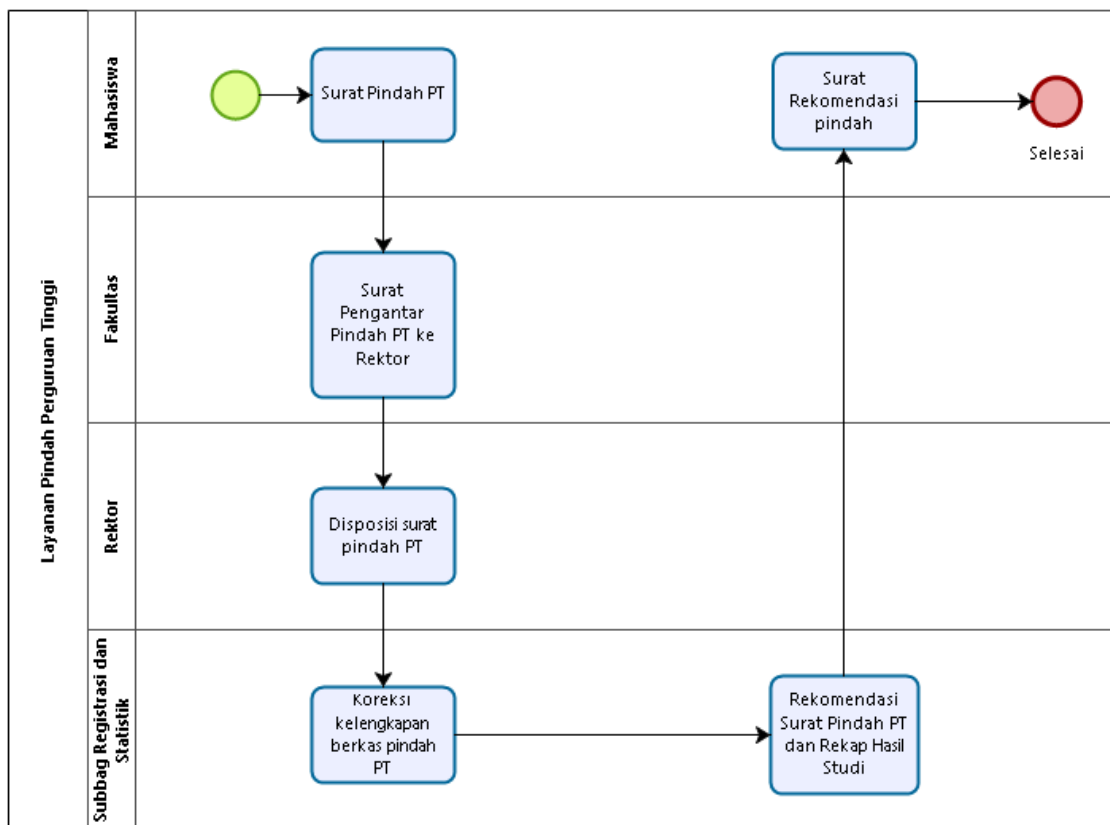 Layanan Pindah Perguruan Tinggi
Mahasiswa
Surat Pindah PT
Surat
Rekomendasi
pindah
Selesai
Fakultas
Surat
Pengantar
Pindah PT ke
Rektor
Rektor
Disposisi surat
pindah PT
Subbag Registrasi dan
Statistik
Koreksi
kelengkapan
berkas pindah
PT
Rekomendasi
Surat Pindah PT
dan Rekap Hasil
Studi